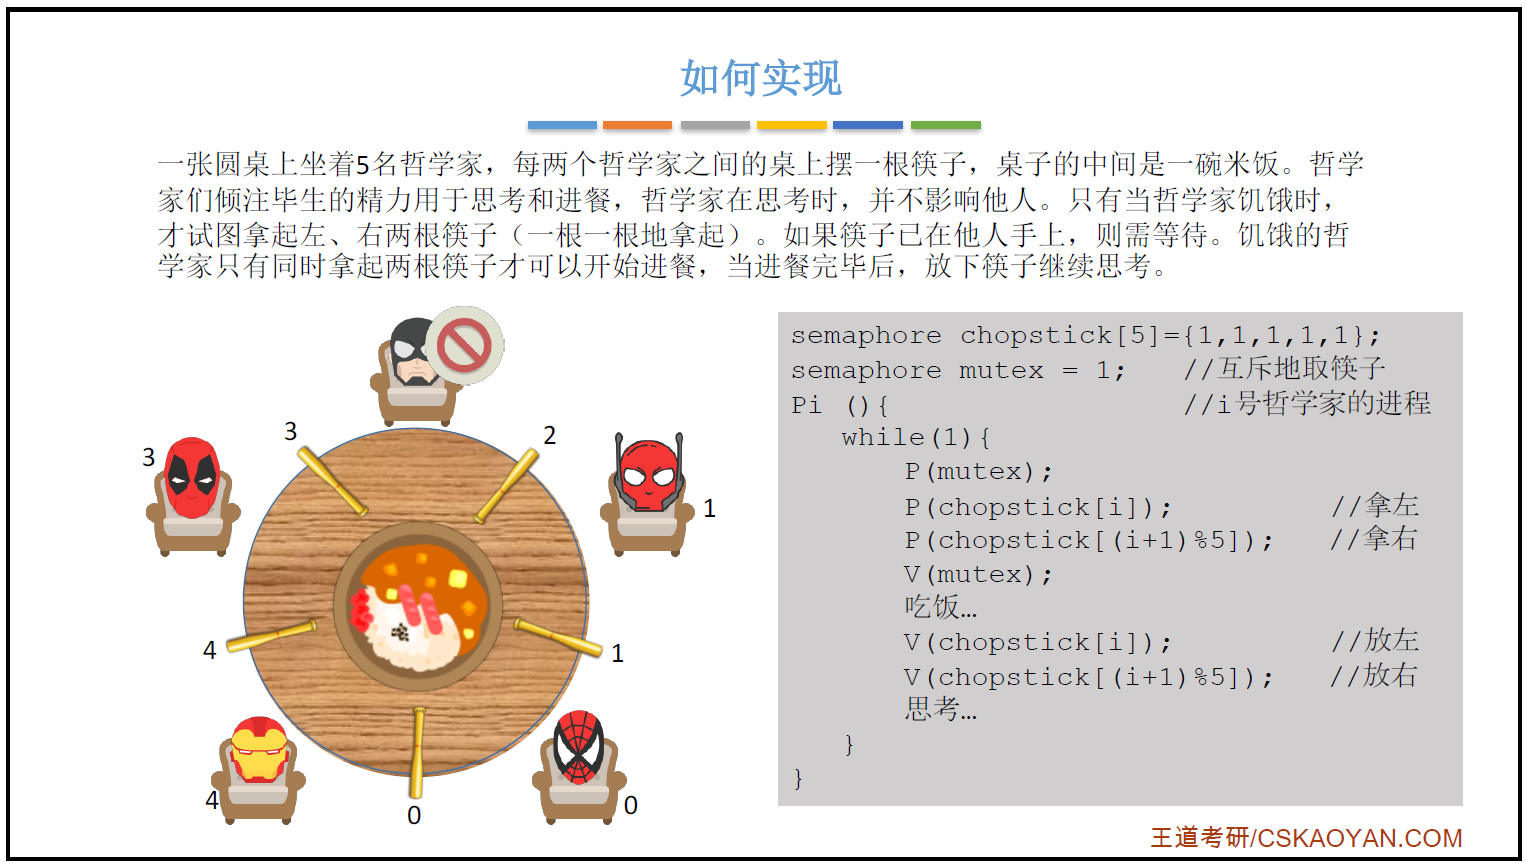 如何实现
一张圆桌上坐着5名哲学家，每两个哲学家之间的桌上摆一根筷子，桌子的中间是一碗米饭。哲学
家们倾注毕生的精力用于思考和进餐，哲学家在思考时，并不影响他人。只有当哲学家饥饿时，
才试图拿起左、右两根筷子（一根一根地拿起）。如果筷子已在他人手上，则需等待。饥饿的哲
学家只有同时拿起两根筷子才可以开始进餐，当进餐完毕后，放下筷子继续思考。
3
2
3
1
4
1
4
0
0
semaphore chopstick[5]={1,1,1,1,1};
semaphore mutex = 1; //互斥地取筷子
Pi (){ //i号哲学家的进程
while(1){
P(mutex);
P(chopstick[i]); //拿左
P(chopstick[(i+1)%5]); //拿右
V(mutex);
吃饭…
V(chopstick[i]); //放左
V(chopstick[(i+1)%5]); //放右
思考…
}
}
王道考研/CSKAOYAN.COM